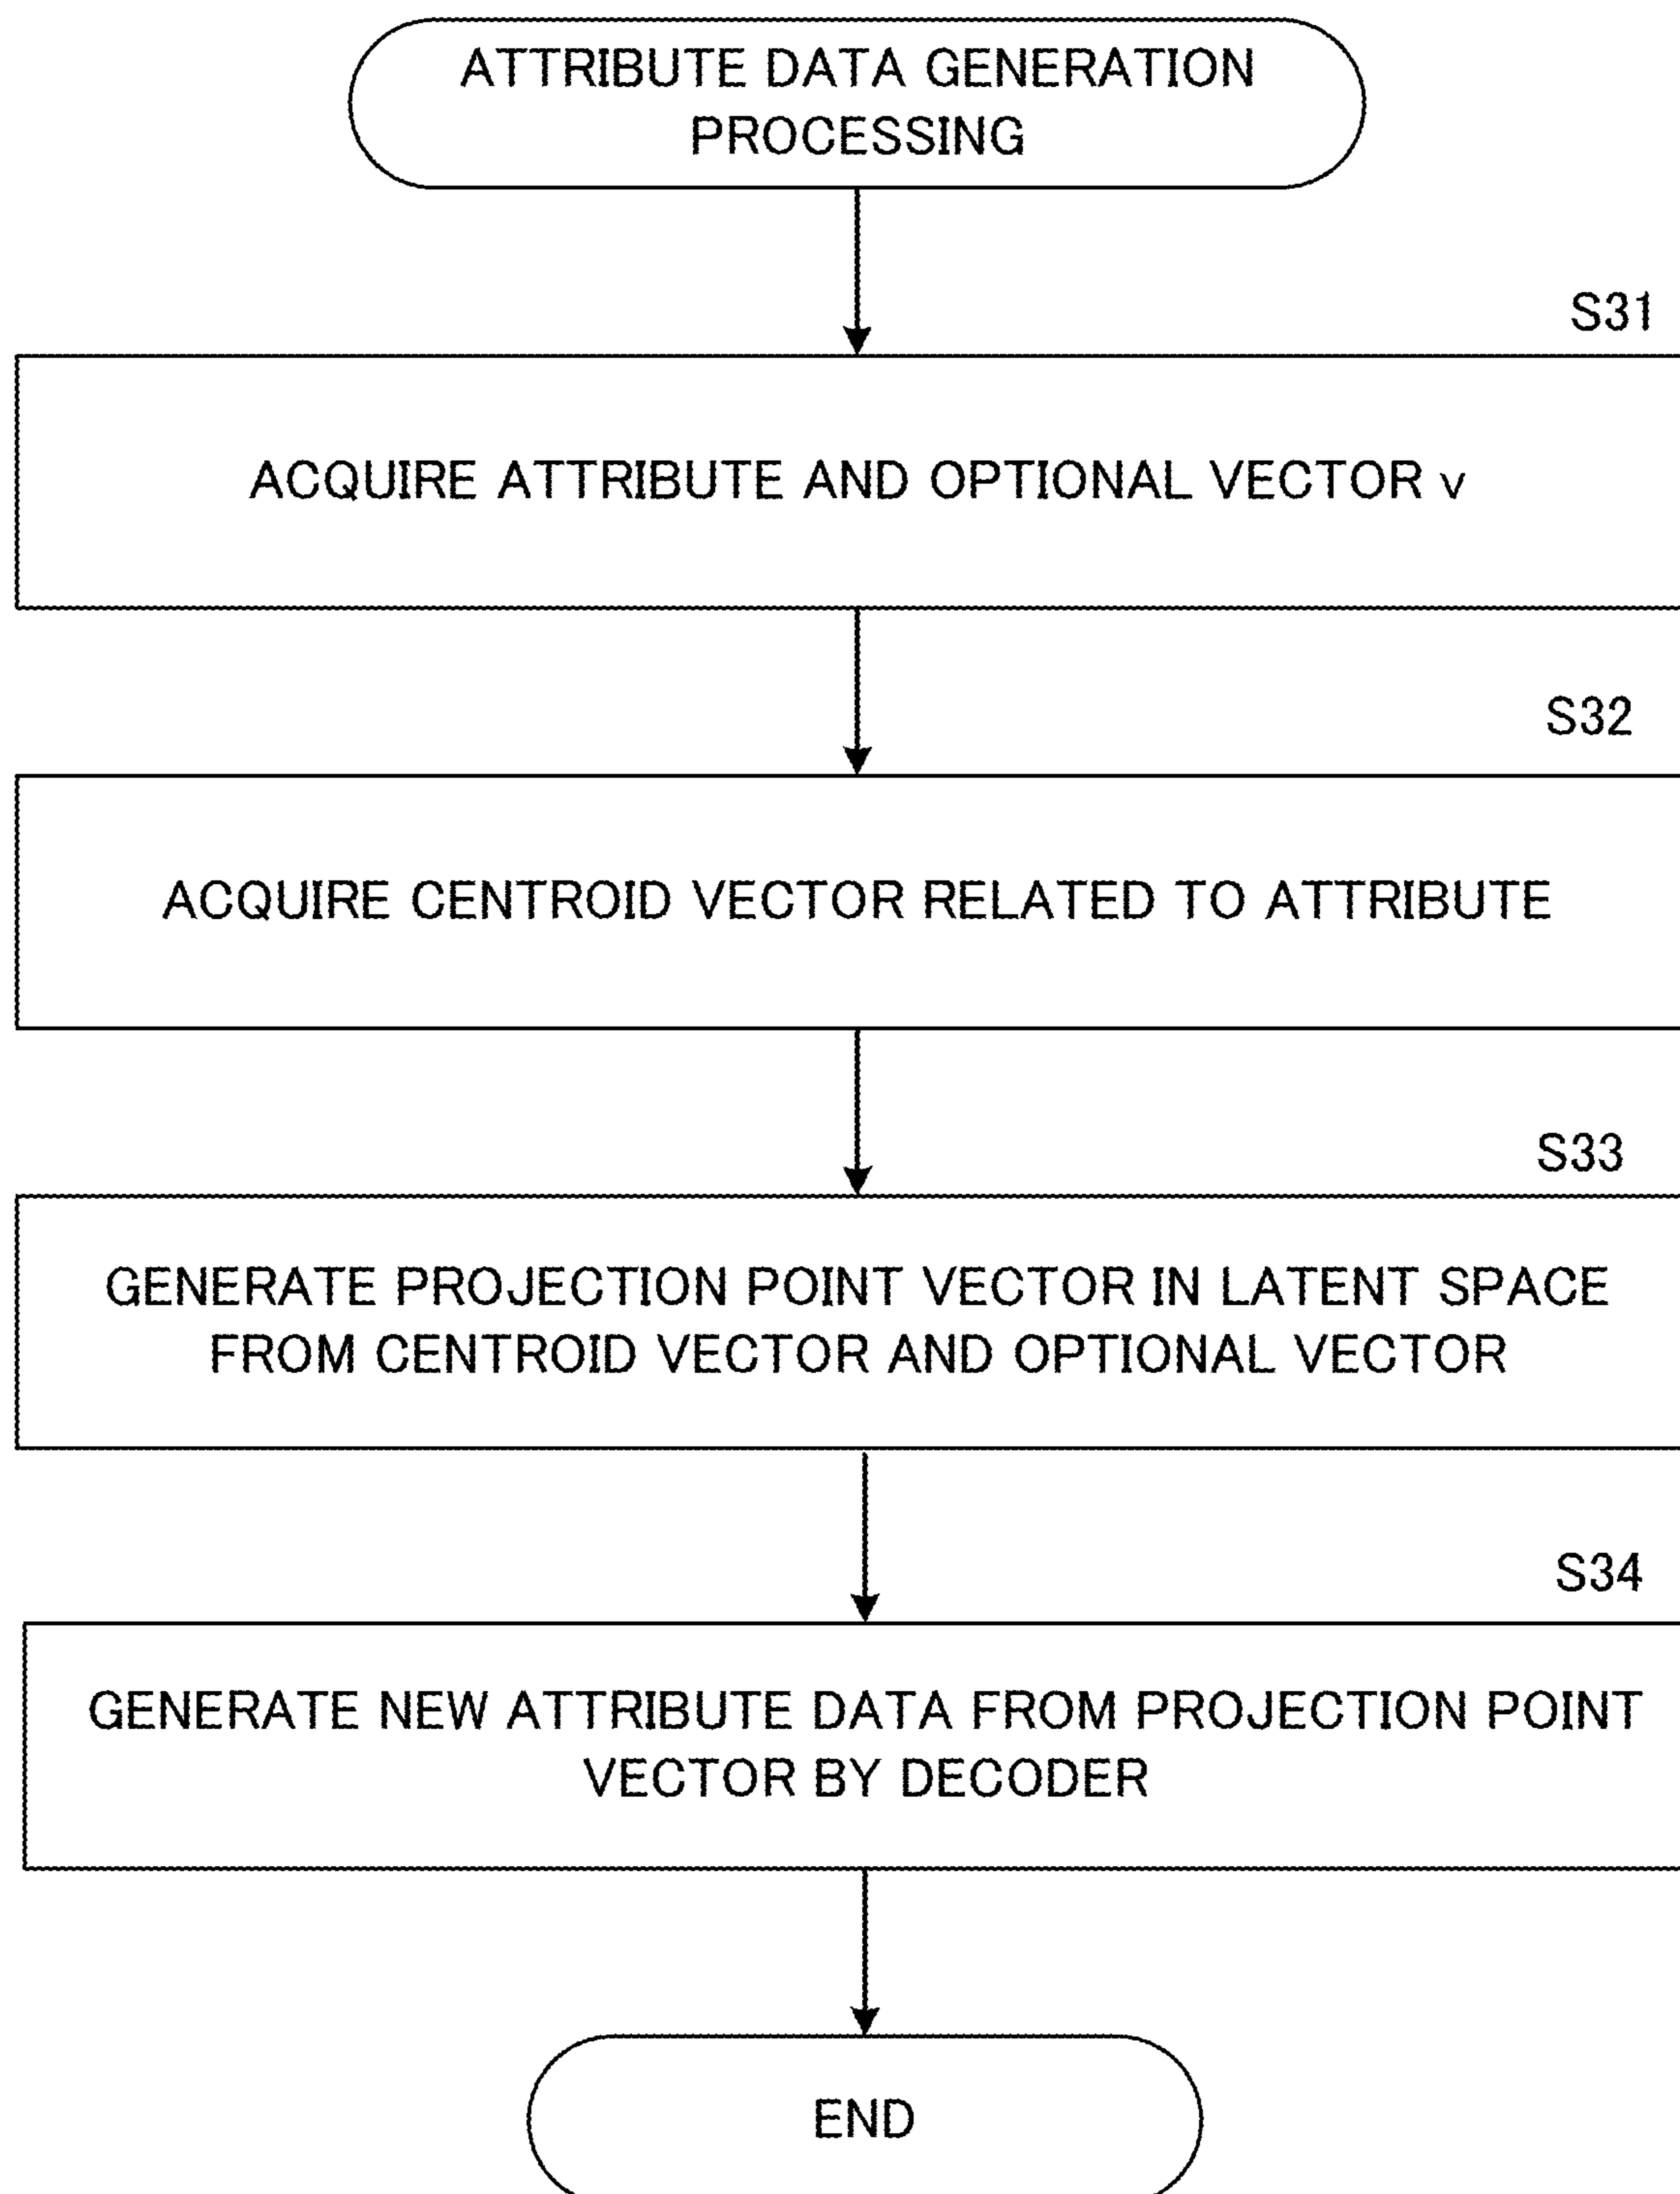 ATTRIBUTE DATA GENERATION
PROCESSING
S31
ACQUIRE ATTRIBUTE AND OPTIONAL VECTOR v
S32
ACQUIRE CENTROID VECTOR RELATED TO ATTRIBUTE
S33
GENERATE PROJECTION POINT VECTOR IN LATENT SPACE
FROM CENTROID VECTOR AND OPTIONAL VECTOR
S34
GENERATE NEW ATTRIBUTE DATA FROM PROJECTION POINT
VECTOR BY DECODER
END